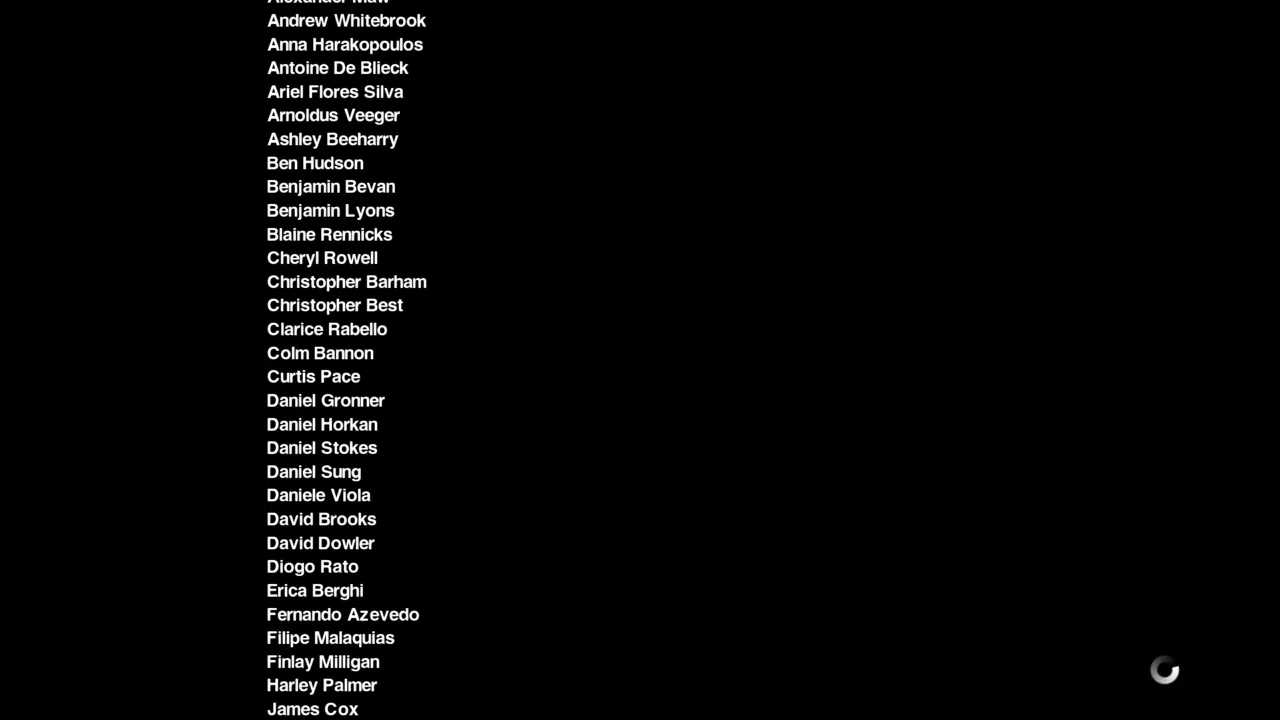 Alexander Maw
Andrew Whitebrook
Anna Harakopoulos
Antoine De Blieck
Ariel Flores Silva
Arnoldus Veeger
Ashley Beeharry
Ben Hudson
Benjamin Bevan
Benjamin Lyons
Blaine Rennicks
Cheryl Rowell
Christopher Barham
Christopher Best
Clarice Rabello
Colm Bannon
Curtis Pace
Daniel Gronner
Daniel Horkan
Daniel Stokes
Daniel Sung
Daniele Viola
David Brooks
David Dowler
Diogo Rato
Erica Berghi
Fernando Azevedo
Filipe Malaquias
Finlay Milligan
Harley Palmer
James Cox